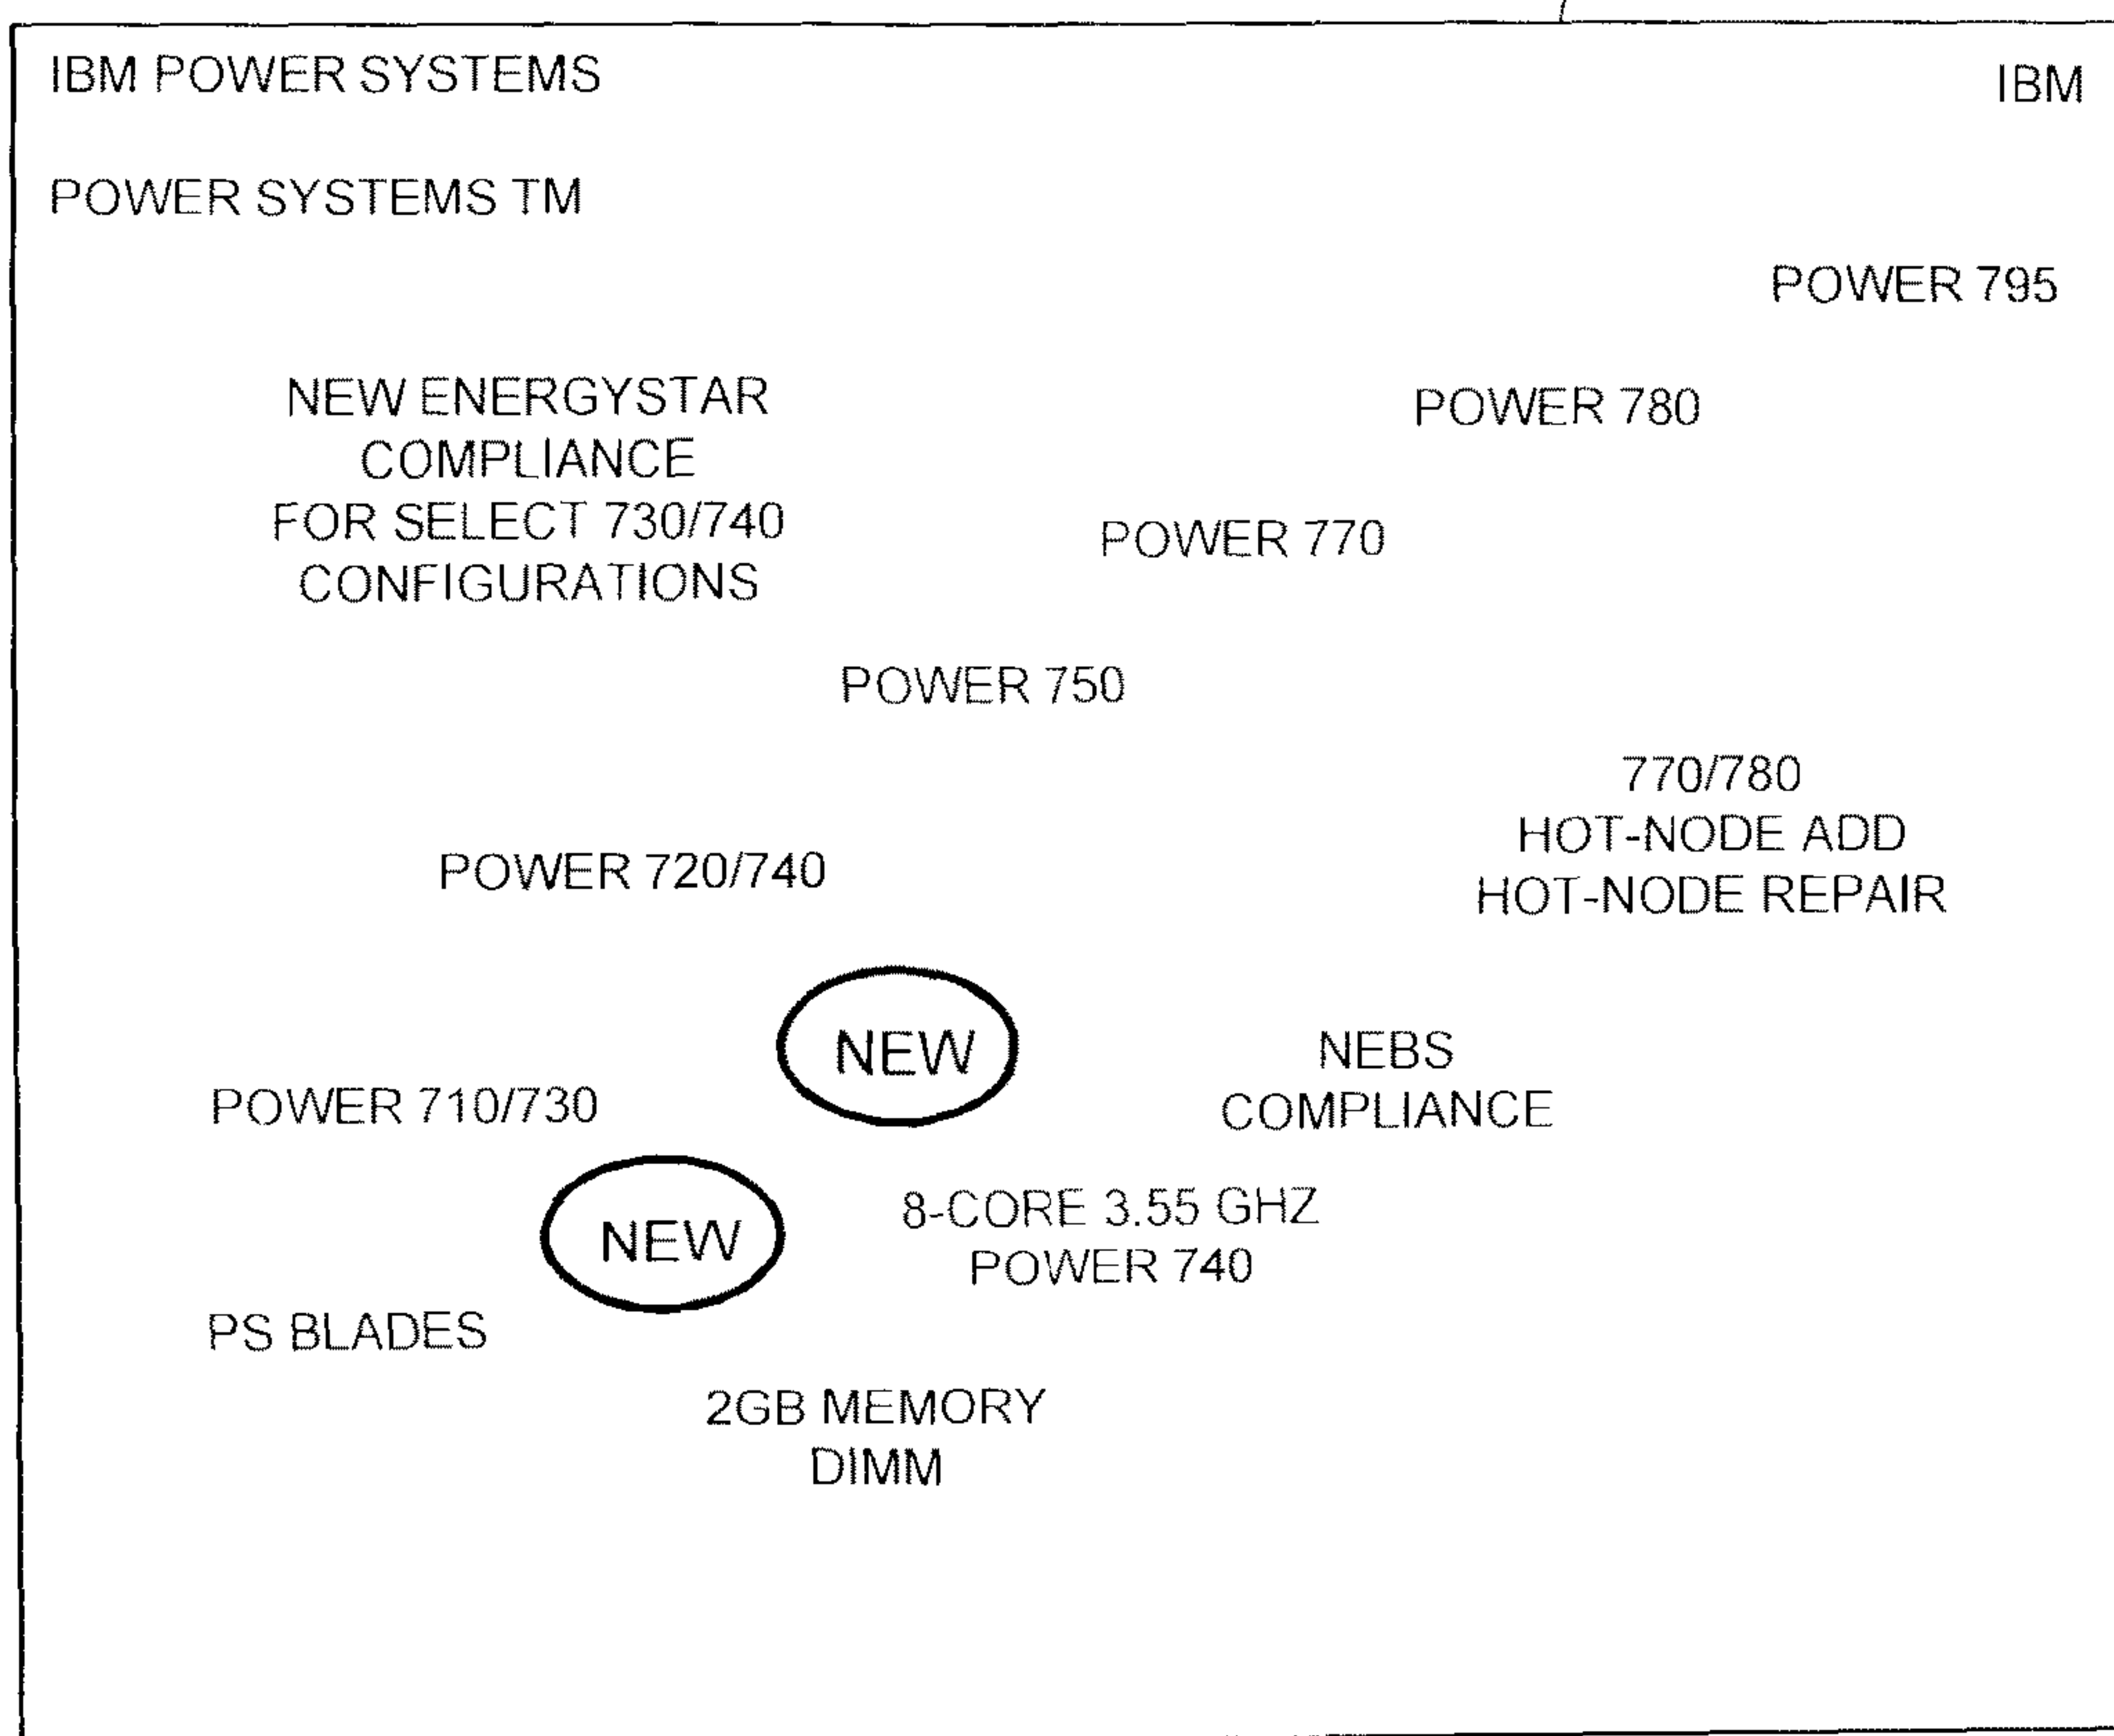 IBM POWER SYSTEMS
IBM
POWER SYSTEMS TM
POWER 795
NEW ENERGYSTAR
COMPLIANCE
FOR SELECT 730/740
CONFIGURATIONS
POWER 780
POWER 770
POWER 750
770/780
HOT-NODE ADD
HOT-NODE REPAIR
POWER 720/740
NEW
NEBS
COMPLIANCE
POWER 710/730
NEW
8-CORE 3.55 GHZ
POWER 740
PS BLADES
2GB MEMORY
DIMM